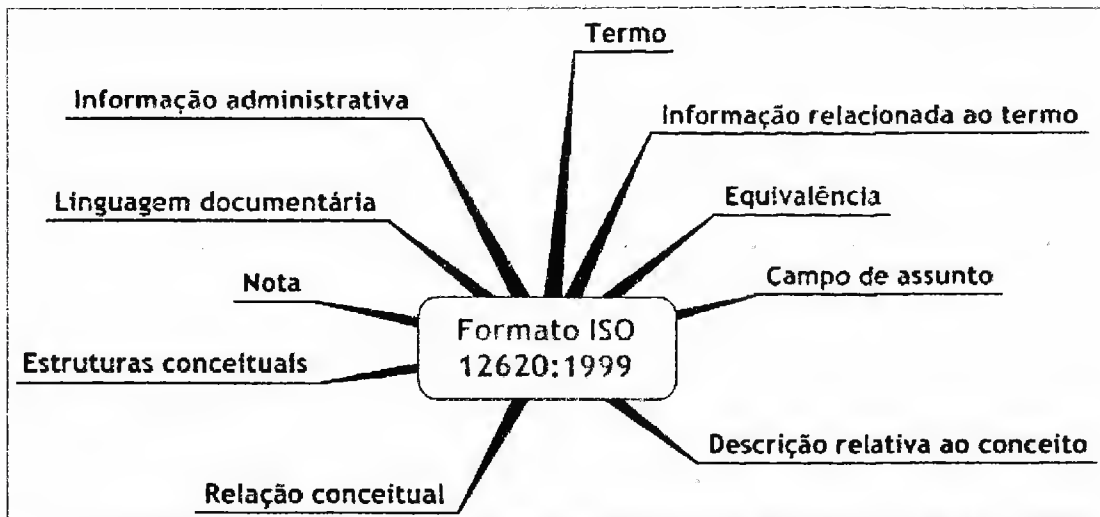 Termo
Informação administrativa
Informação relacionada ao termo
Linguagem documentária
Equivalência
Nota
Campo de assunto
Formato ISO
12620:1999
Estruturas conceituais
Descrição relativa ao conceito
Relação conceitual